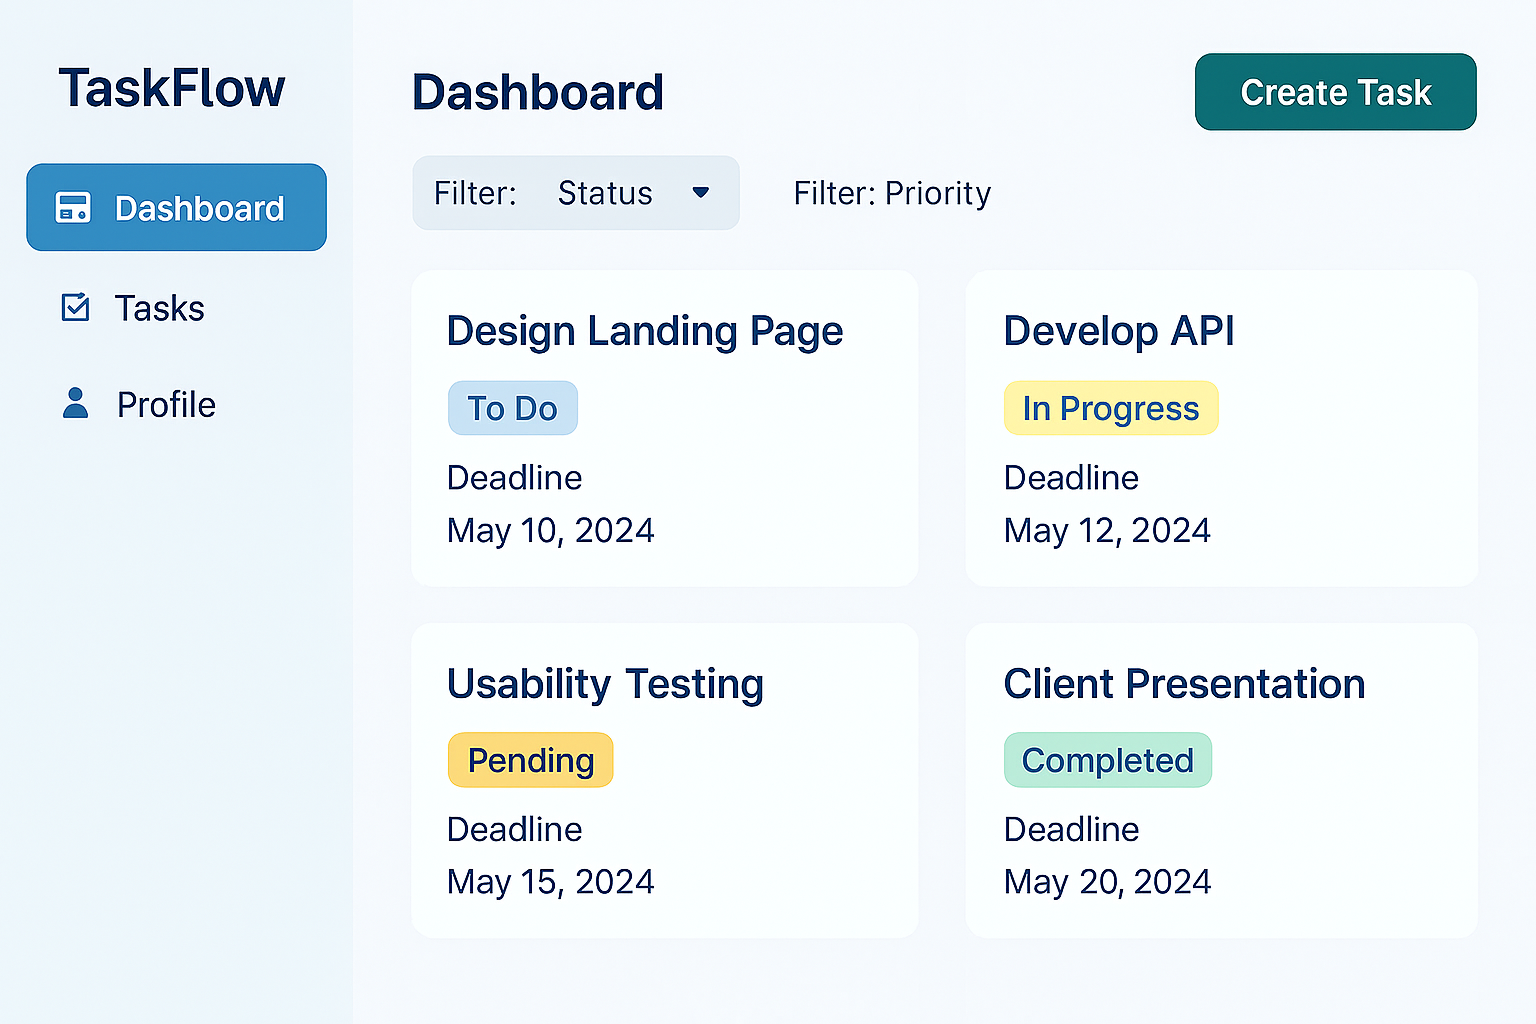 TaskFlow
Dashboard
Tasks
Profile
Dashboard
Create Task
Filter: Status
Filter: Priority
Design Landing Page
To Do
Deadline
May 10, 2024
Develop API
In Progress
Deadline
May 12, 2024
Usability Testing
Pending
Deadline
May 15, 2024
Client Presentation
Completed
Deadline
May 20, 2024